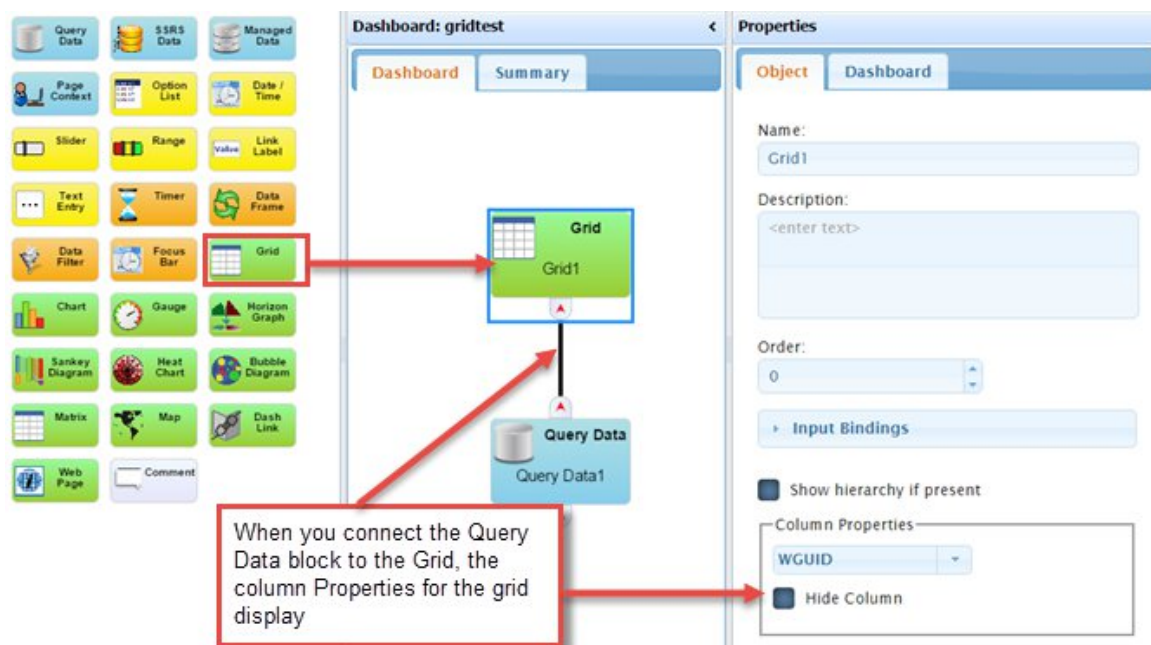 Query
Data
SSRS
Data
Managed
Data
Page
Context
Option
List
Date /
Time
Slider
Range
Value
Link
Label
Text
Entry
Timer
Data
Frame
Data
Filter
Focus
Bar
Grid
Chart
Gauge
Horizon
Graph
Sankey
Diagram
Heat
Chart
Bubble
Diagram
Matrix
Map
Dash
Link
Web
Page
Comment
Dashboard: gridtest
Dashboard
Summary
Grid
Grid1
Query Data
Query Data1
When you connect the Query
Data block to the Grid, the
column Properties for the grid
display
Properties
Object
Dashboard
Name:
Grid1
Description:
<enter text>
Order:
0
Input Bindings
Show hierarchy if present
Column Properties
WGUID
Hide Column